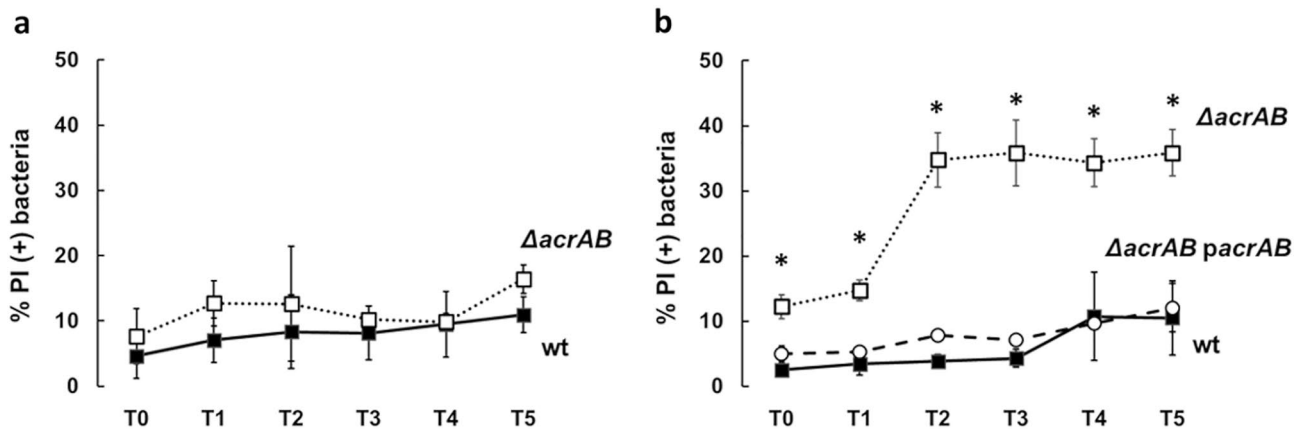 a
50
40
30
20
10
0
% PI (+) bacteria
ΔacrAB
wt
T0 T1 T2 T3 T4 T5
b
50
40
30
20
10
0
% PI (+) bacteria
* * * * * *
ΔacrAB
ΔacrAB pacrAB
wt
T0 T1 T2 T3 T4 T5